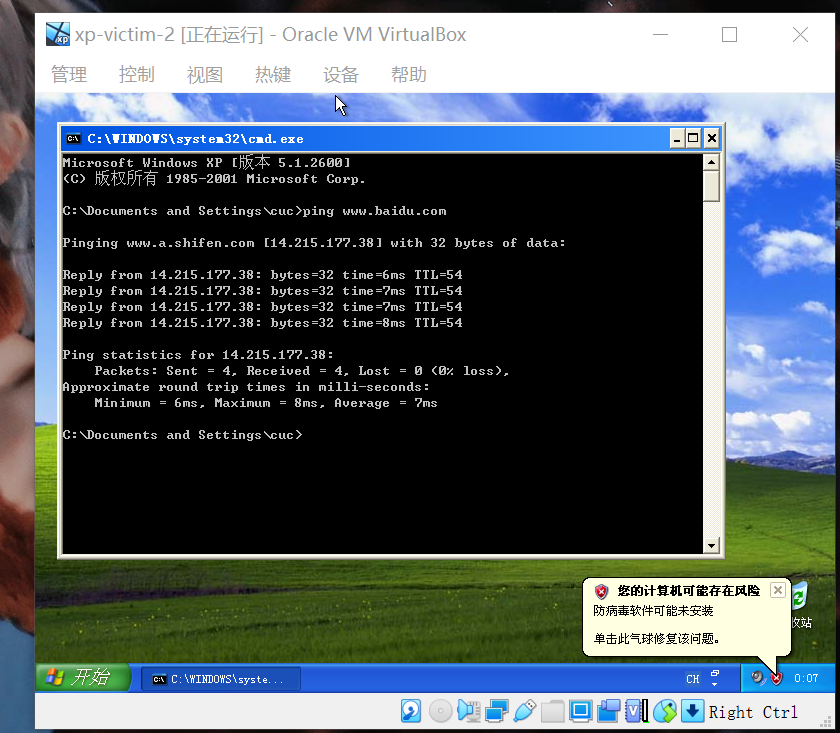 xp-victim-2 [正在运行] - Oracle VM VirtualBox
管理 控制 视图 热键 设备 帮助
C:\WINDOWS\system32\cmd.exe
Microsoft Windows XP [版本 5.1.2600]
(C) 版权所有 1985-2001 Microsoft Corp.
C:\Documents and Settings\cuc>ping www.baidu.com
Pinging www.a.shifen.com [14.215.177.38] with 32 bytes of data:
Reply from 14.215.177.38: bytes=32 time=6ms TTL=54
Reply from 14.215.177.38: bytes=32 time=7ms TTL=54
Reply from 14.215.177.38: bytes=32 time=7ms TTL=54
Reply from 14.215.177.38: bytes=32 time=8ms TTL=54
Ping statistics for 14.215.177.38:
Packets: Sent = 4, Received = 4, Lost = 0 (0% loss),
Approximate round trip times in milli-seconds:
Minimum = 6ms, Maximum = 8ms, Average = 7ms
C:\Documents and Settings\cuc>
您的计算机可能存在风险
防病毒软件可能未安装
单击此气球修复该问题。
收站
开始 C:\WINDOWS\syste... CH 0:07
Right Ctrl